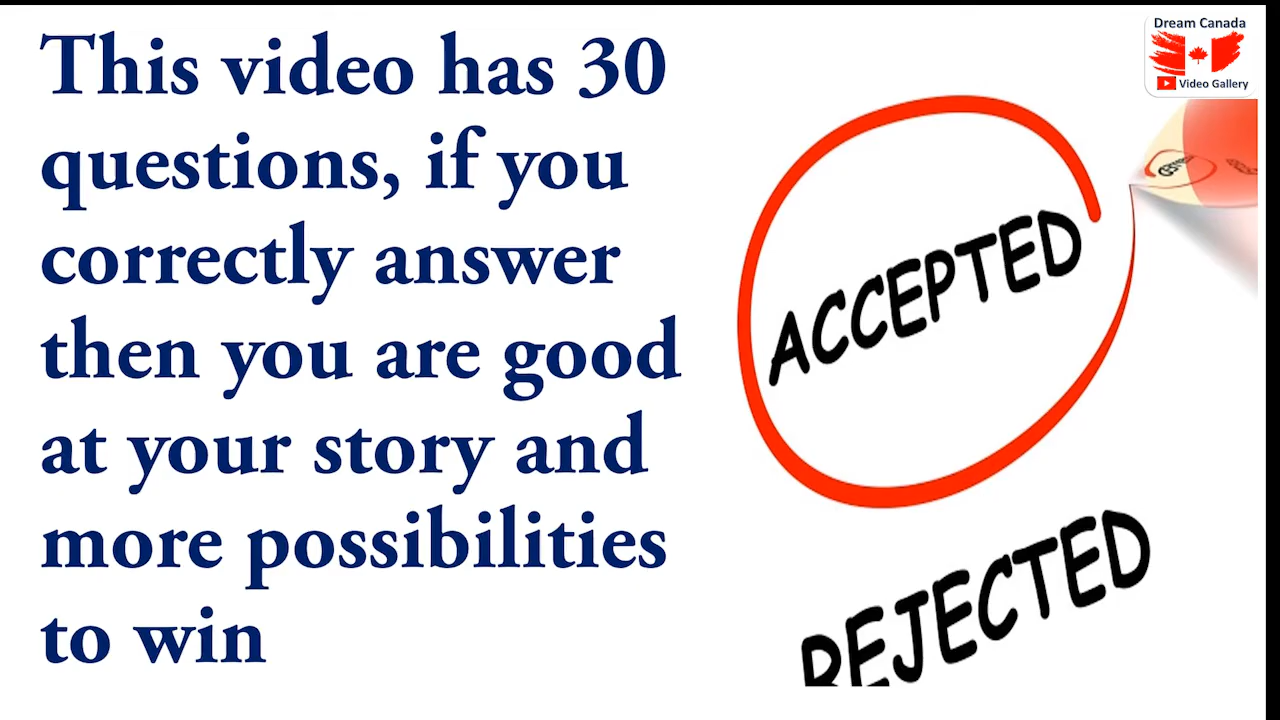 This video has 30
questions, if you
correctly answer
then you are good
at your story and
more possibilities
to win
Dream Canada
Video Gallery
ACCEPTED
REJECTED